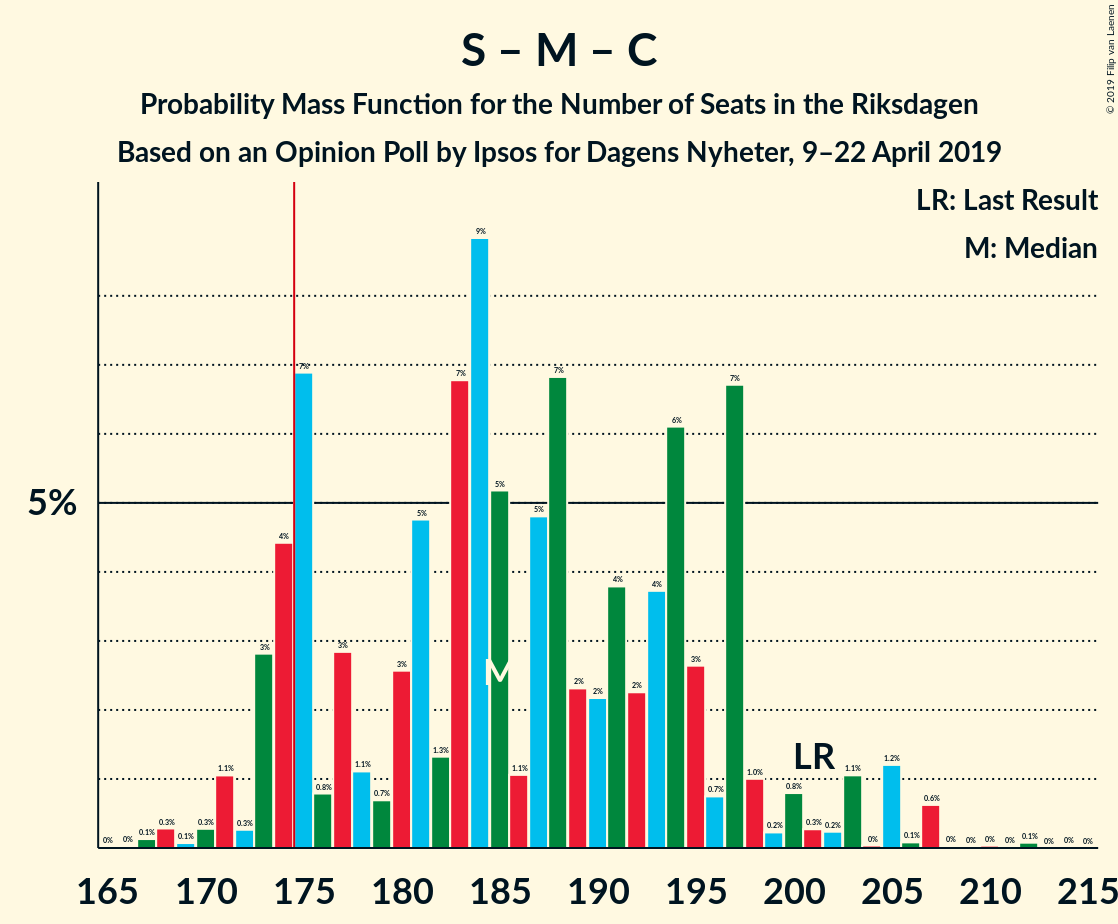 S – M – C
Probability Mass Function for the Number of Seats in the Riksdagen
Based on an Opinion Poll by Ipsos for Dagens Nyheter, 9–22 April 2019
© 2019 Filip van Laenen
LR: Last Result
M: Median
5%
0% 0% 0.1% 0.3% 0.1% 0.3% 1.1% 0.3% 3% 4% 7% 0.8% 3% 1.1% 0.7% 3% 5% 1.3% 7% 9% 5% 1.1% 5% 7% 2% 2% 4% 2% 4% 6% 3% 0.7% 7% 1.0% 0.2% 0.8% 0.3% 0.2% 1.1% 0% 1.2% 0.1% 0.6% 0% 0% 0% 0% 0.1% 0% 0% 0%
M
LR
165 170 175 180 185 190 195 200 205 210 215